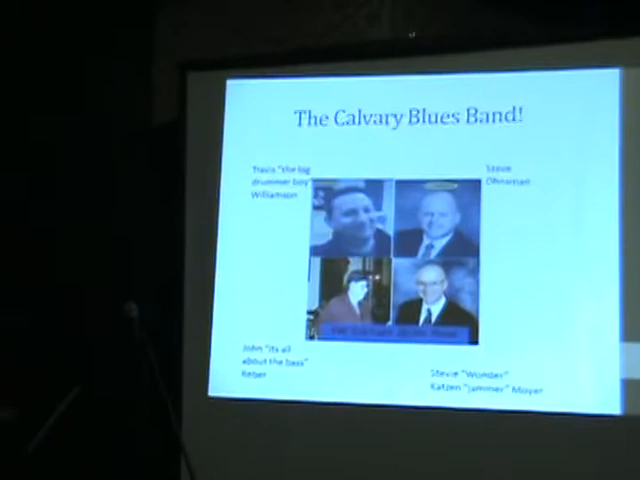 The Calvary Blues Band!
Travis "the big
drummer boy"
Williamson
Steve
John "its all
about the bass"
Reber
Stevie "Wonder"
Katzen "jammer" Moyer